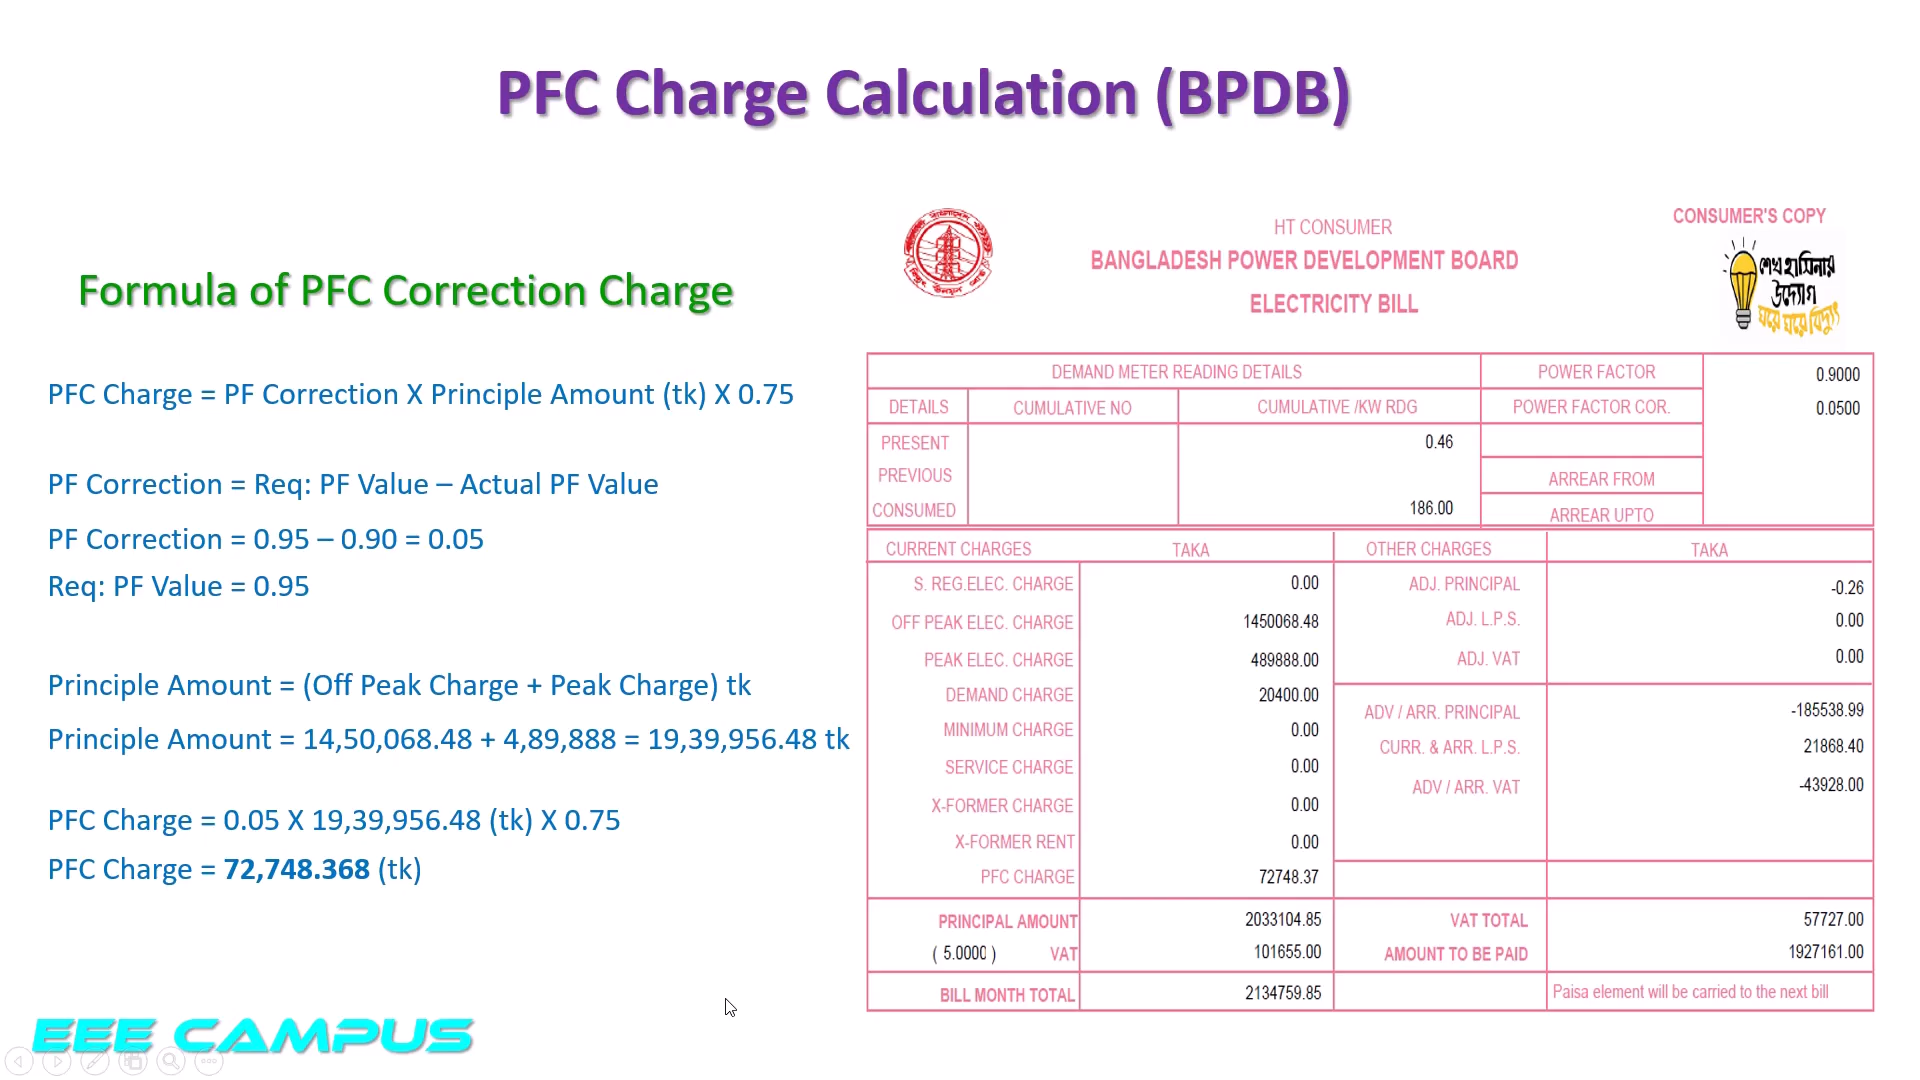 PFC Charge Calculation (BPDB)
Formula of PFC Correction Charge
PFC Charge = PF Correction X Principle Amount (tk) X 0.75
PF Correction = Req: PF Value – Actual PF Value
PF Correction = 0.95 – 0.90 = 0.05
Req: PF Value = 0.95
Principle Amount = (Off Peak Charge + Peak Charge) tk
Principle Amount = 14,50,068.48 + 4,89,888 = 19,39,956.48 tk
PFC Charge = 0.05 X 19,39,956.48 (tk) X 0.75
PFC Charge = 72,748.368 (tk)
EEE CAMPUS
CONSUMER'S COPY
HT CONSUMER
BANGLADESH POWER DEVELOPMENT BOARD
ELECTRICITY BILL
শেখ হাসিনার
উদ্যোগ
ঘরে ঘরে বিদ্যুৎ
DEMAND METER READING DETAILS POWER FACTOR 0.9000
DETAILS CUMULATIVE NO CUMULATIVE /KW RDG POWER FACTOR COR. 0.0500
PRESENT 0.46
PREVIOUS ARREAR FROM
CONSUMED 186.00 ARREAR UPTO
CURRENT CHARGES TAKA OTHER CHARGES TAKA
S. REG.ELEC. CHARGE 0.00 ADJ. PRINCIPAL -0.26
OFF PEAK ELEC. CHARGE 1450068.48 ADJ. L.P.S. 0.00
PEAK ELEC. CHARGE 489888.00 ADJ. VAT 0.00
DEMAND CHARGE 20400.00 ADV / ARR. PRINCIPAL -185538.99
MINIMUM CHARGE 0.00 CURR. & ARR. L.P.S. 21868.40
SERVICE CHARGE 0.00 ADV / ARR. VAT -43928.00
X-FORMER CHARGE 0.00
X-FORMER RENT 0.00
PFC CHARGE 72748.37
PRINCIPAL AMOUNT 2033104.85 VAT TOTAL 57727.00
( 5.0000 ) VAT 101655.00 AMOUNT TO BE PAID 1927161.00
BILL MONTH TOTAL 2134759.85 Paisa element will be carried to the next bill